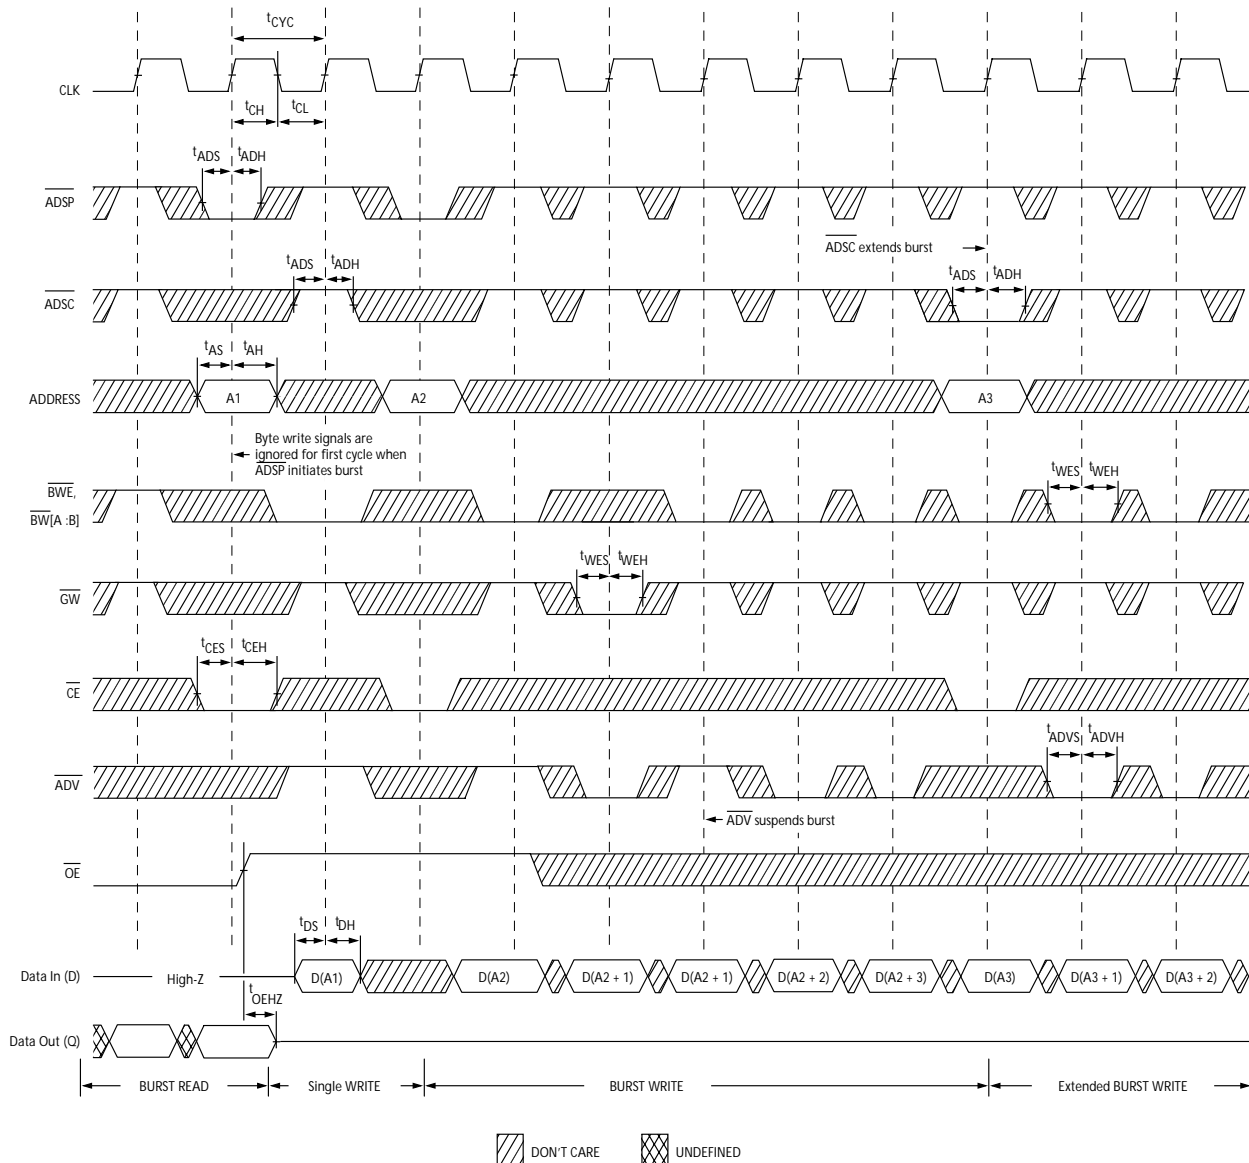 tCYC
CLK
tCH
tCL
tADS
tADH
ADSP
ADSC extends burst
tADS
tADH
tADS
tADH
ADSC
tAS
tAH
ADDRESS
A1
A2
A3
Byte write signals are
ignored for first cycle when
ADSP initiates burst
BWE,
BW[A :B]
tWES
tWEH
tWES
tWEH
GW
tCES
tCEH
CE
tADVS
tADVH
ADV
ADV suspends burst
OE
tDS
tDH
Data In (D)
High-Z
D(A1)
D(A2)
D(A2 + 1)
D(A2 + 1)
D(A2 + 2)
D(A2 + 3)
D(A3)
D(A3 + 1)
D(A3 + 2)
tOEHZ
Data Out (Q)
BURST READ
Single WRITE
BURST WRITE
Extended BURST WRITE
DON'T CARE
UNDEFINED